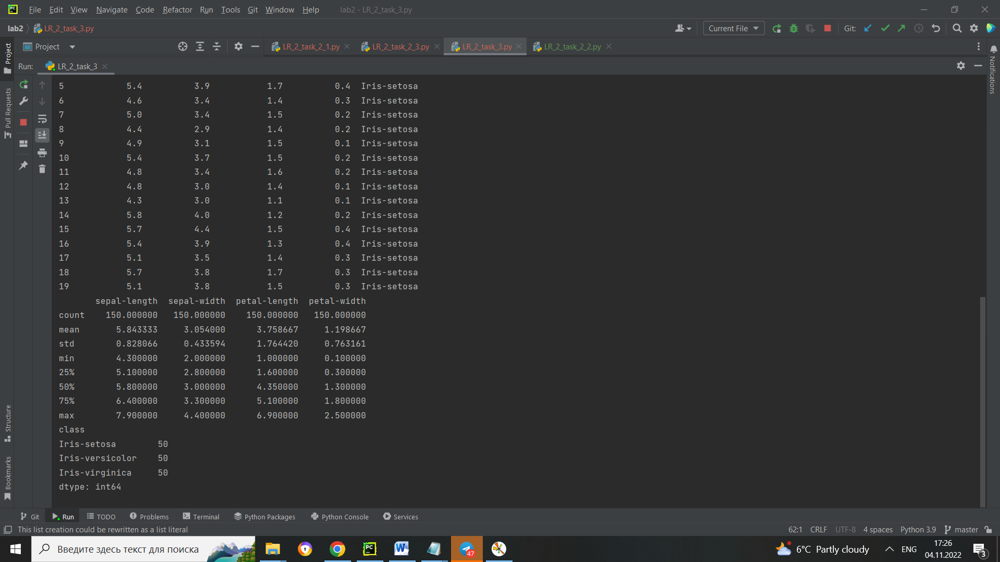 File Edit View Navigate Code Refactor Run Tools Git Window Help lab2 - LR_2_task_3.py
lab2 LR_2_task_3.py Current File Git:
Project LR_2_task_2_1.py LR_2_task_2_3.py LR_2_task_3.py LR_2_task_2_2.py
Run: LR_2_task_3
Project
Pull Requests
Structure
Bookmarks
Notifications
5 5.4 3.9 1.7 0.4 Iris-setosa
6 4.6 3.4 1.4 0.3 Iris-setosa
7 5.0 3.4 1.5 0.2 Iris-setosa
8 4.4 2.9 1.4 0.2 Iris-setosa
9 4.9 3.1 1.5 0.1 Iris-setosa
10 5.4 3.7 1.5 0.2 Iris-setosa
11 4.8 3.4 1.6 0.2 Iris-setosa
12 4.8 3.0 1.4 0.1 Iris-setosa
13 4.3 3.0 1.1 0.1 Iris-setosa
14 5.8 4.0 1.2 0.2 Iris-setosa
15 5.7 4.4 1.5 0.4 Iris-setosa
16 5.4 3.9 1.3 0.4 Iris-setosa
17 5.1 3.5 1.4 0.3 Iris-setosa
18 5.7 3.8 1.7 0.3 Iris-setosa
19 5.1 3.8 1.5 0.3 Iris-setosa
sepal-length sepal-width petal-length petal-width
count 150.000000 150.000000 150.000000 150.000000
mean 5.843333 3.054000 3.758667 1.198667
std 0.828066 0.433594 1.764420 0.763161
min 4.300000 2.000000 1.000000 0.100000
25% 5.100000 2.800000 1.600000 0.300000
50% 5.800000 3.000000 4.350000 1.300000
75% 6.400000 3.300000 5.100000 1.800000
max 7.900000 4.400000 6.900000 2.500000
class
Iris-setosa 50
Iris-versicolor 50
Iris-virginica 50
dtype: int64
Git Run TODO Problems Terminal Python Packages Python Console Services
This list creation could be rewritten as a list literal 62:1 CRLF UTF-8 4 spaces Python 3.9 master
Введите здесь текст для поиска PC 47 6°C Partly cloudy ENG 17:26
04.11.2022 3